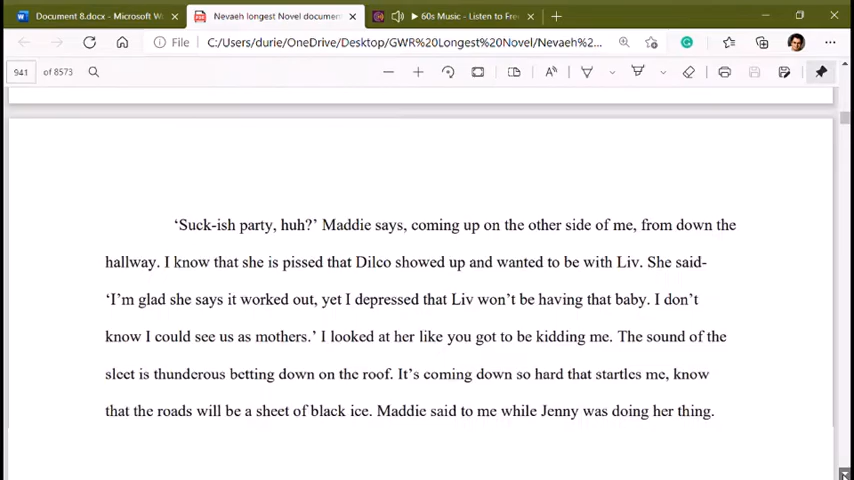 Document 8.docx - Microsoft W
Nevaeh longest Novel documen
60s Music - Listen to Fre
File C:/Users/durie/OneDrive/Desktop/GWR%20Longest%20Novel/Nevaeh%2...
941 of 8573
‘Suck-ish party, huh?’ Maddie says, coming up on the other side of me, from down the
hallway. I know that she is pissed that Dilco showed up and wanted to be with Liv. She said-
‘I’m glad she says it worked out, yet I depressed that Liv won’t be having that baby. I don’t
know I could see us as mothers.’ I looked at her like you got to be kidding me. The sound of the
sleet is thunderous betting down on the roof. It’s coming down so hard that startles me, know
that the roads will be a sheet of black ice. Maddie said to me while Jenny was doing her thing.